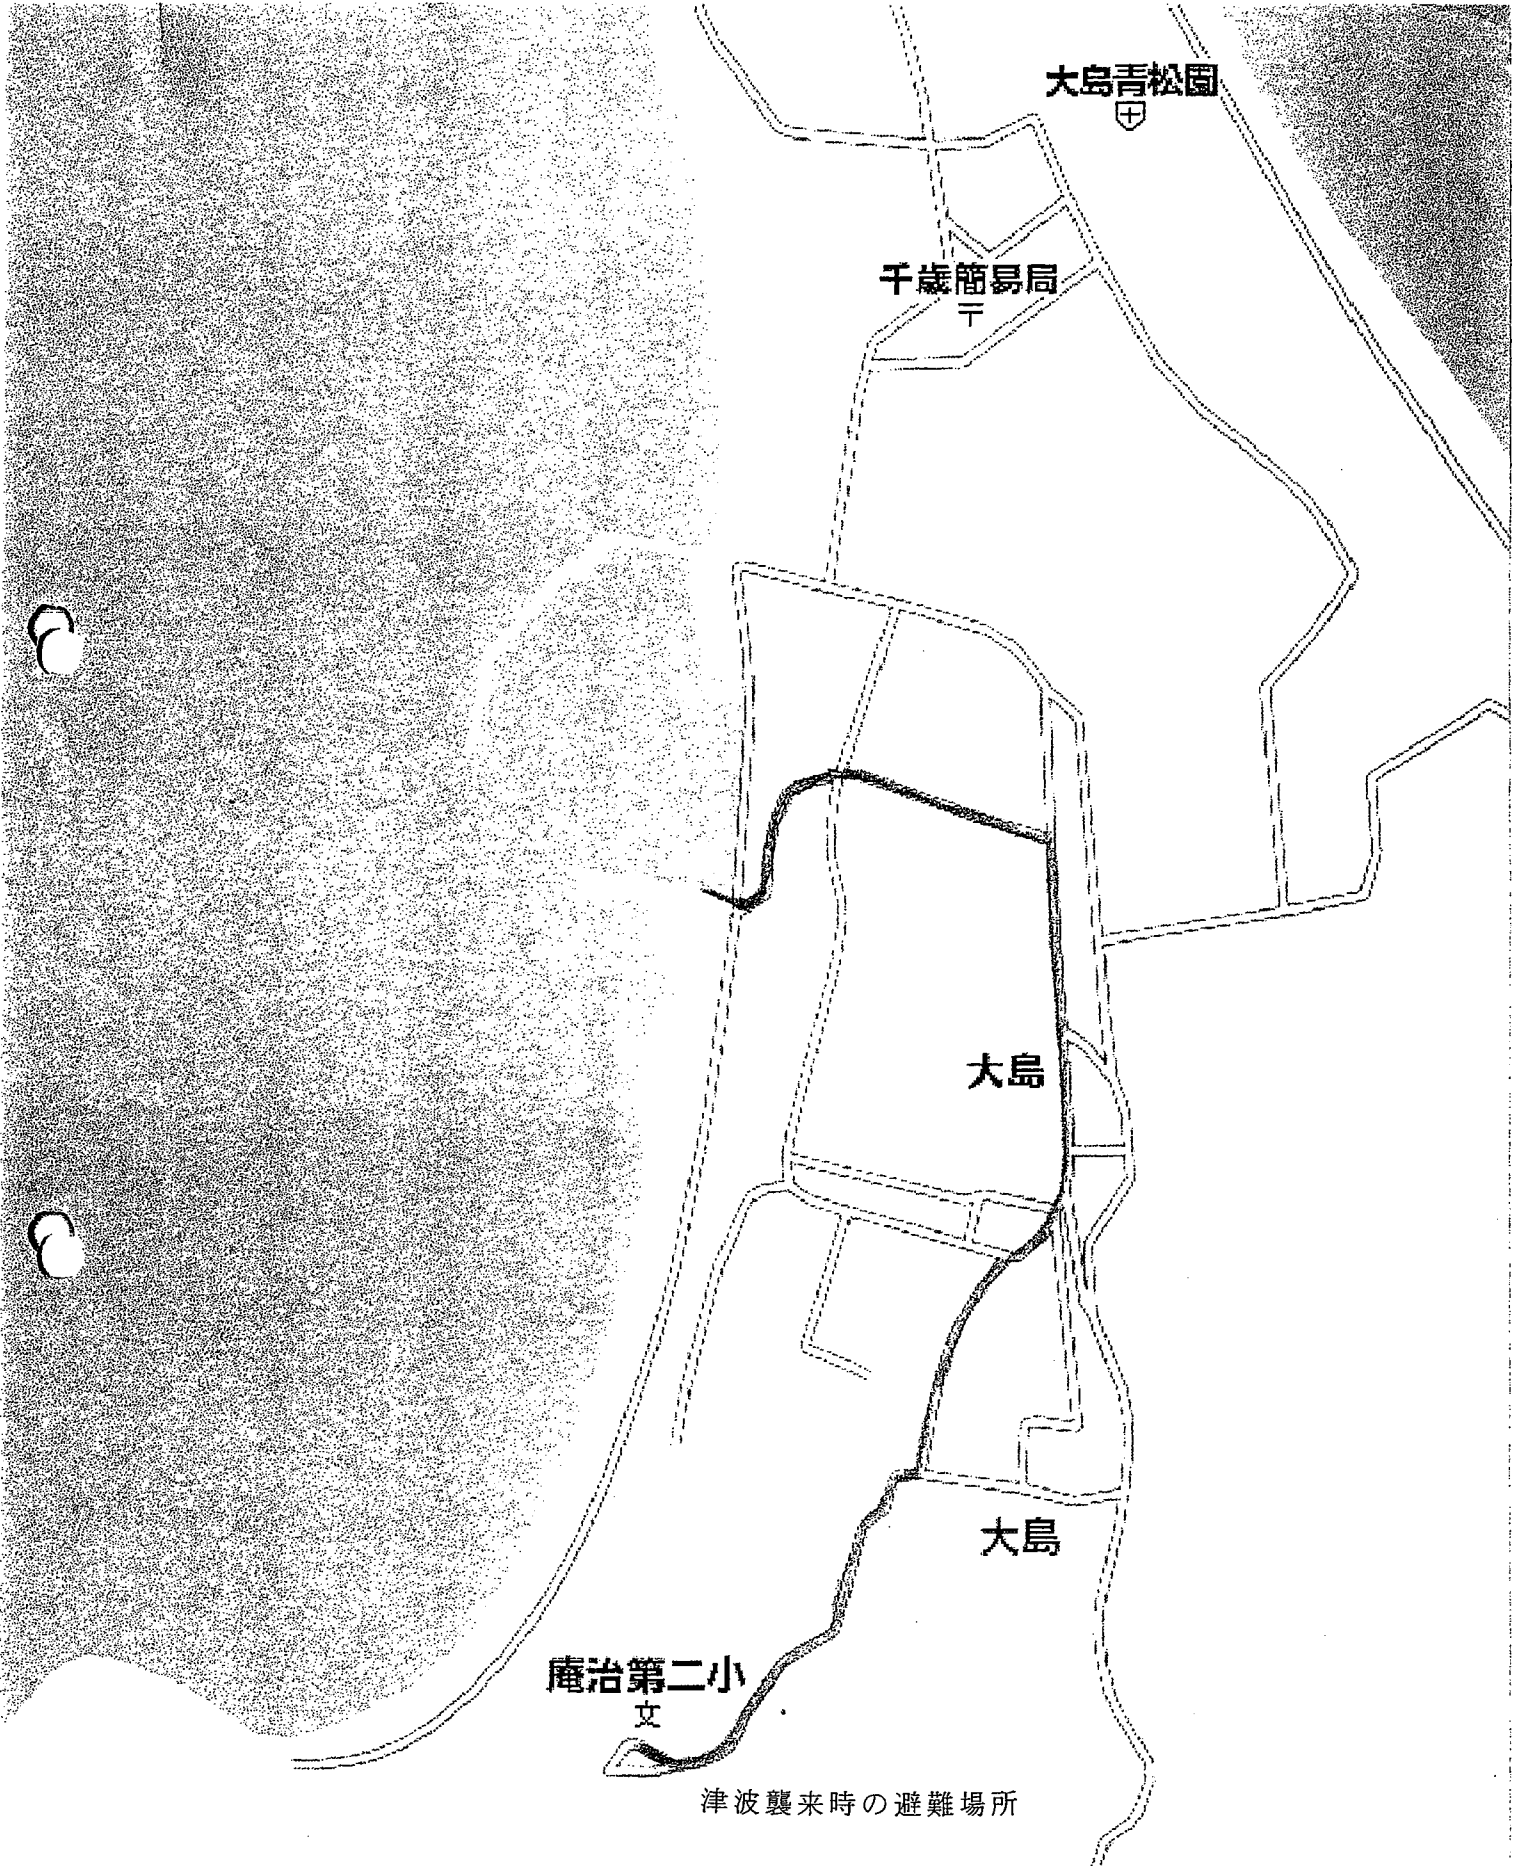 大島青松園
千歳簡易局
〒
大島
大島
庵治第二小
文
津波襲来時の避難場所